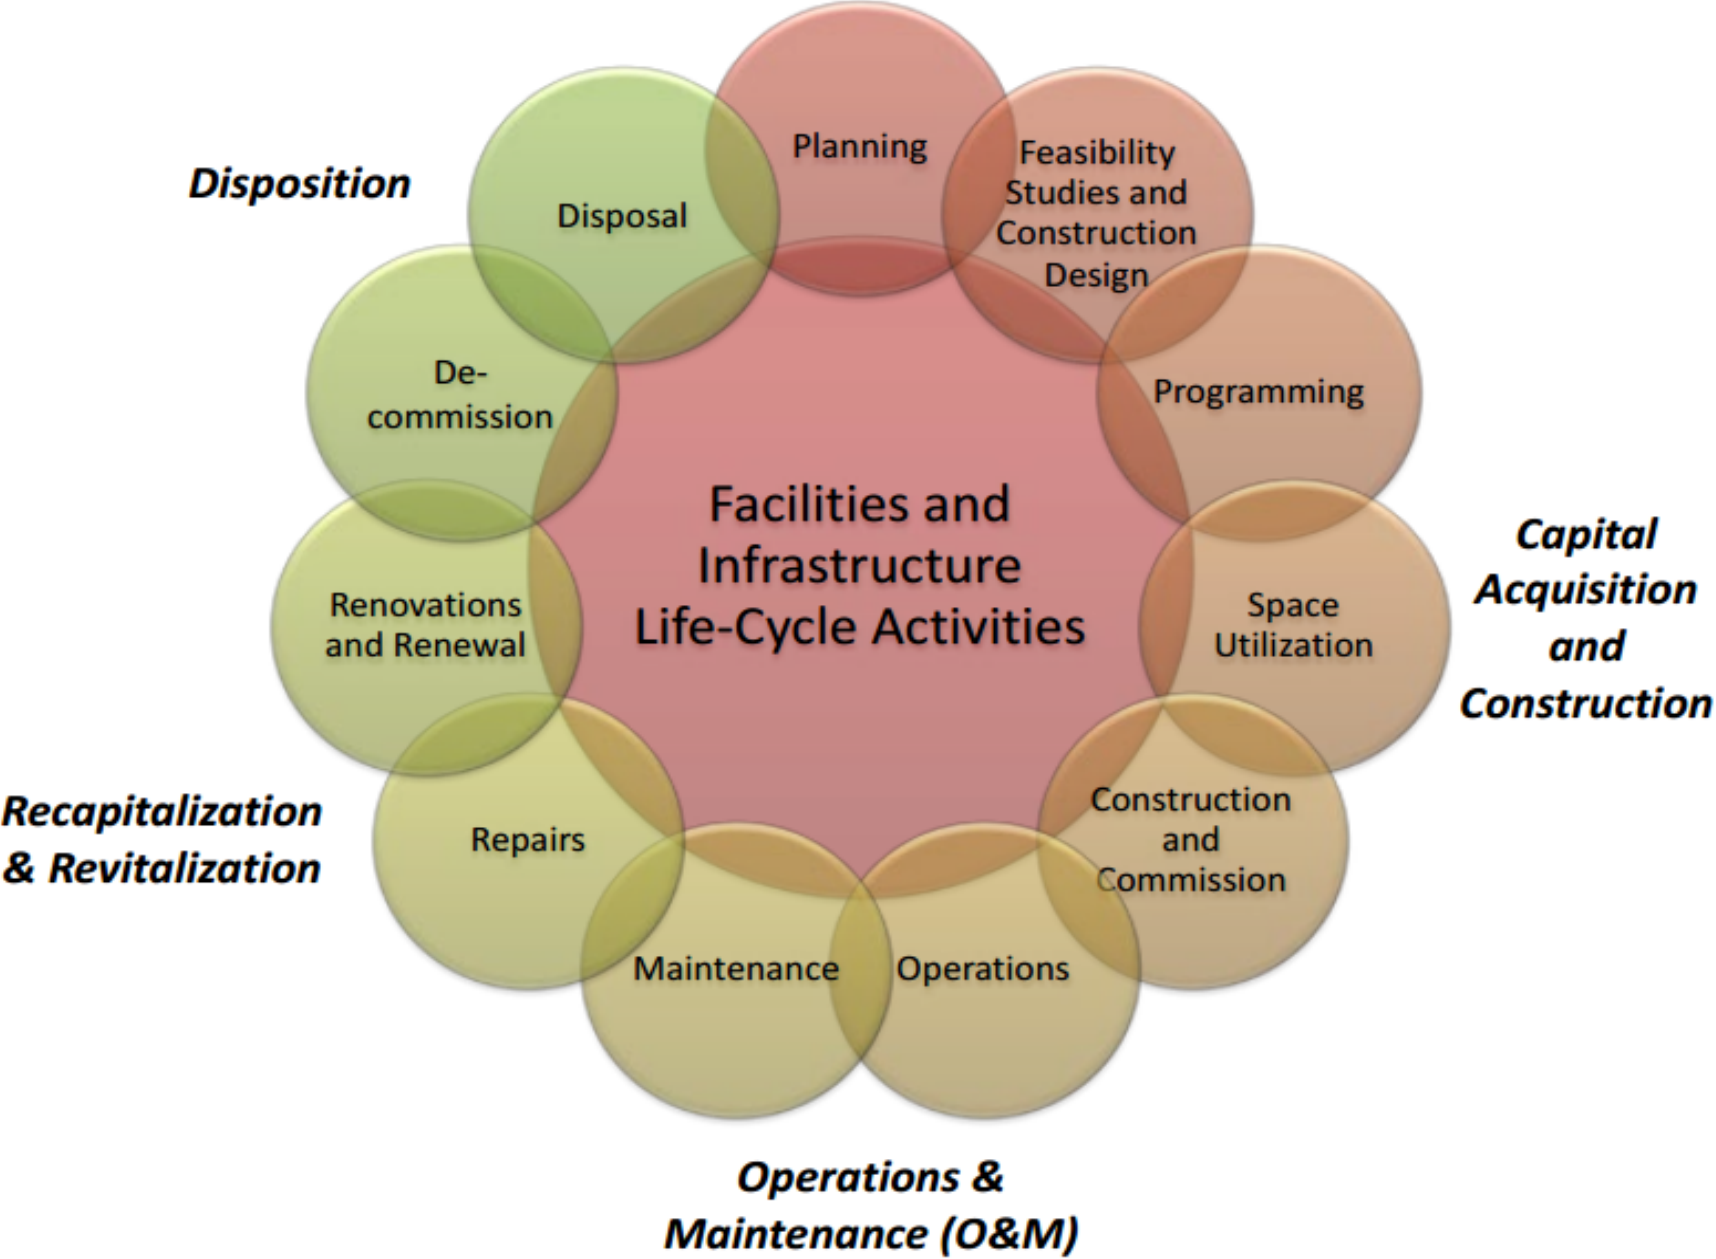 Planning
Feasibility
Studies and
Construction
Design
Programming
Space
Utilization
Construction
and
Commission
Operations
Maintenance
Repairs
Renovations
and Renewal
De-
commission
Disposal
Facilities and
Infrastructure
Life-Cycle Activities
Disposition
Capital
Acquisition
and
Construction
Recapitalization
& Revitalization
Operations &
Maintenance (O&M)